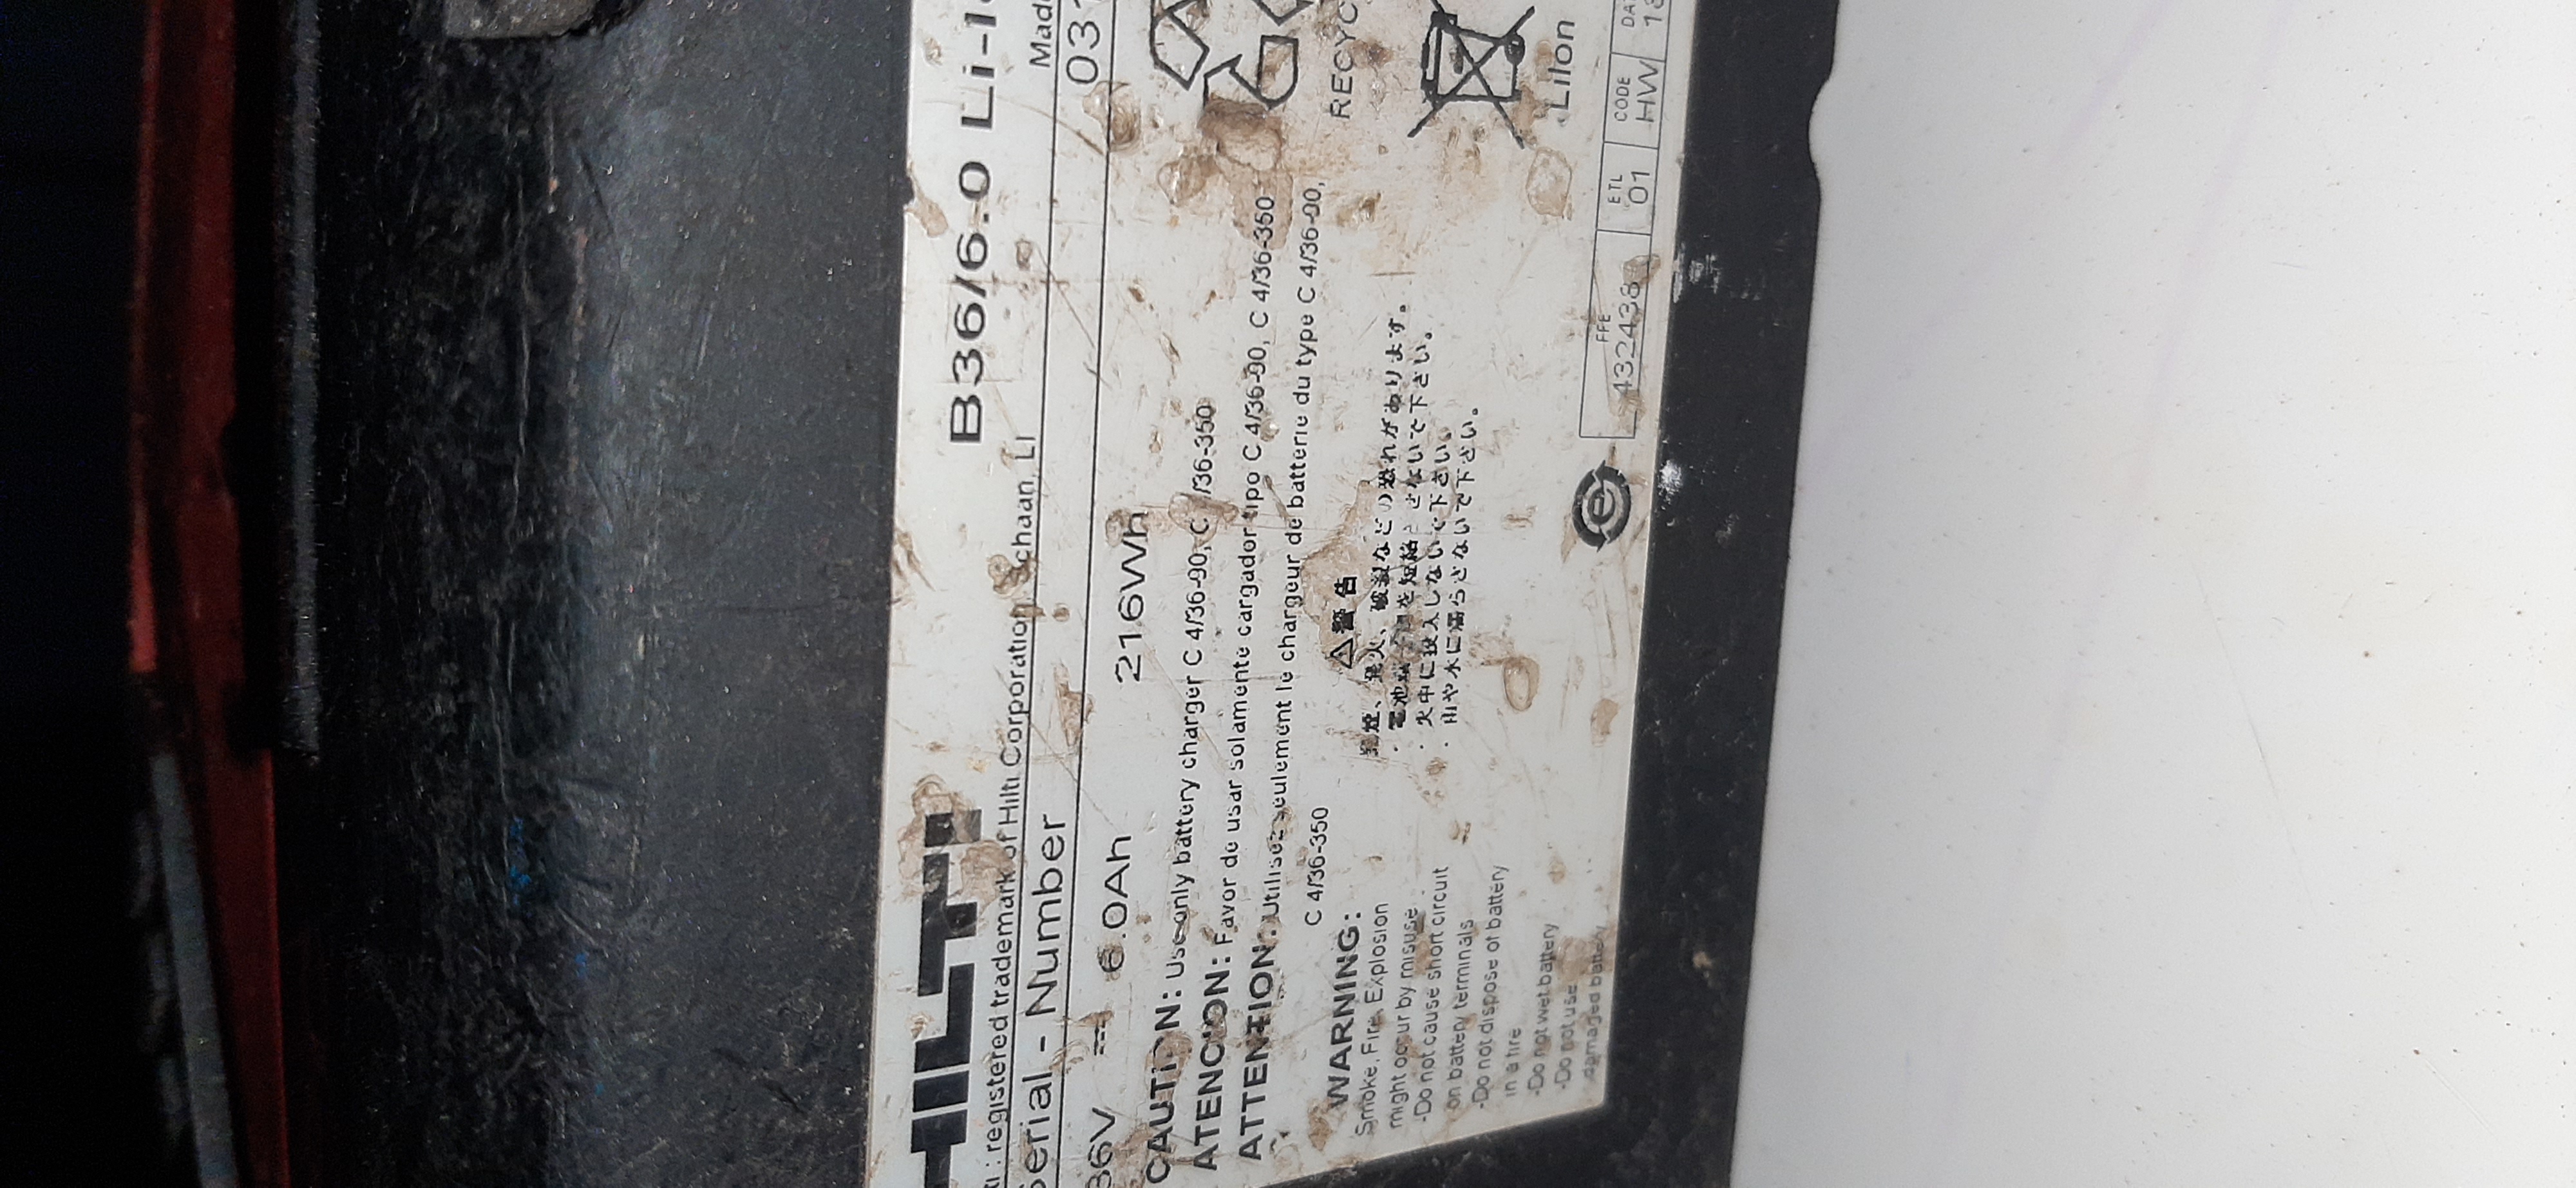 HILTI B36/6.0 Li-I
: registered trademark of Hilti Corporation, Schaan, LI Made
Serial - Number 031
36V 6.0Ah 216Wh
CAUTION: Use only battery charger C 4/36-90, C /36-350
ATENCION: Favor de usar solamente cargador tipo C 4/36-90, C 4/36-350
ATTENTION: Utilisez seulement le chargeur de batterie du type C 4/36-90,
C 4/36-350
WARNING:
Smoke, Fire, Explosion
might occur by misuse
-Do not cause short circuit
on battery terminals
-Do not dispose of battery
in a fire
-Do not wet battery
-Do not use
damaged battery
⚠警告
発煙、発火、破裂などの恐れがあります。
・電池端子間を短絡させないで下さい。
・火中に投入しないで下さい。
・雨や水に濡らさないで下さい。
RECYC
LiIon
FFE ETL CODE DA
432438 01 HW 13
e